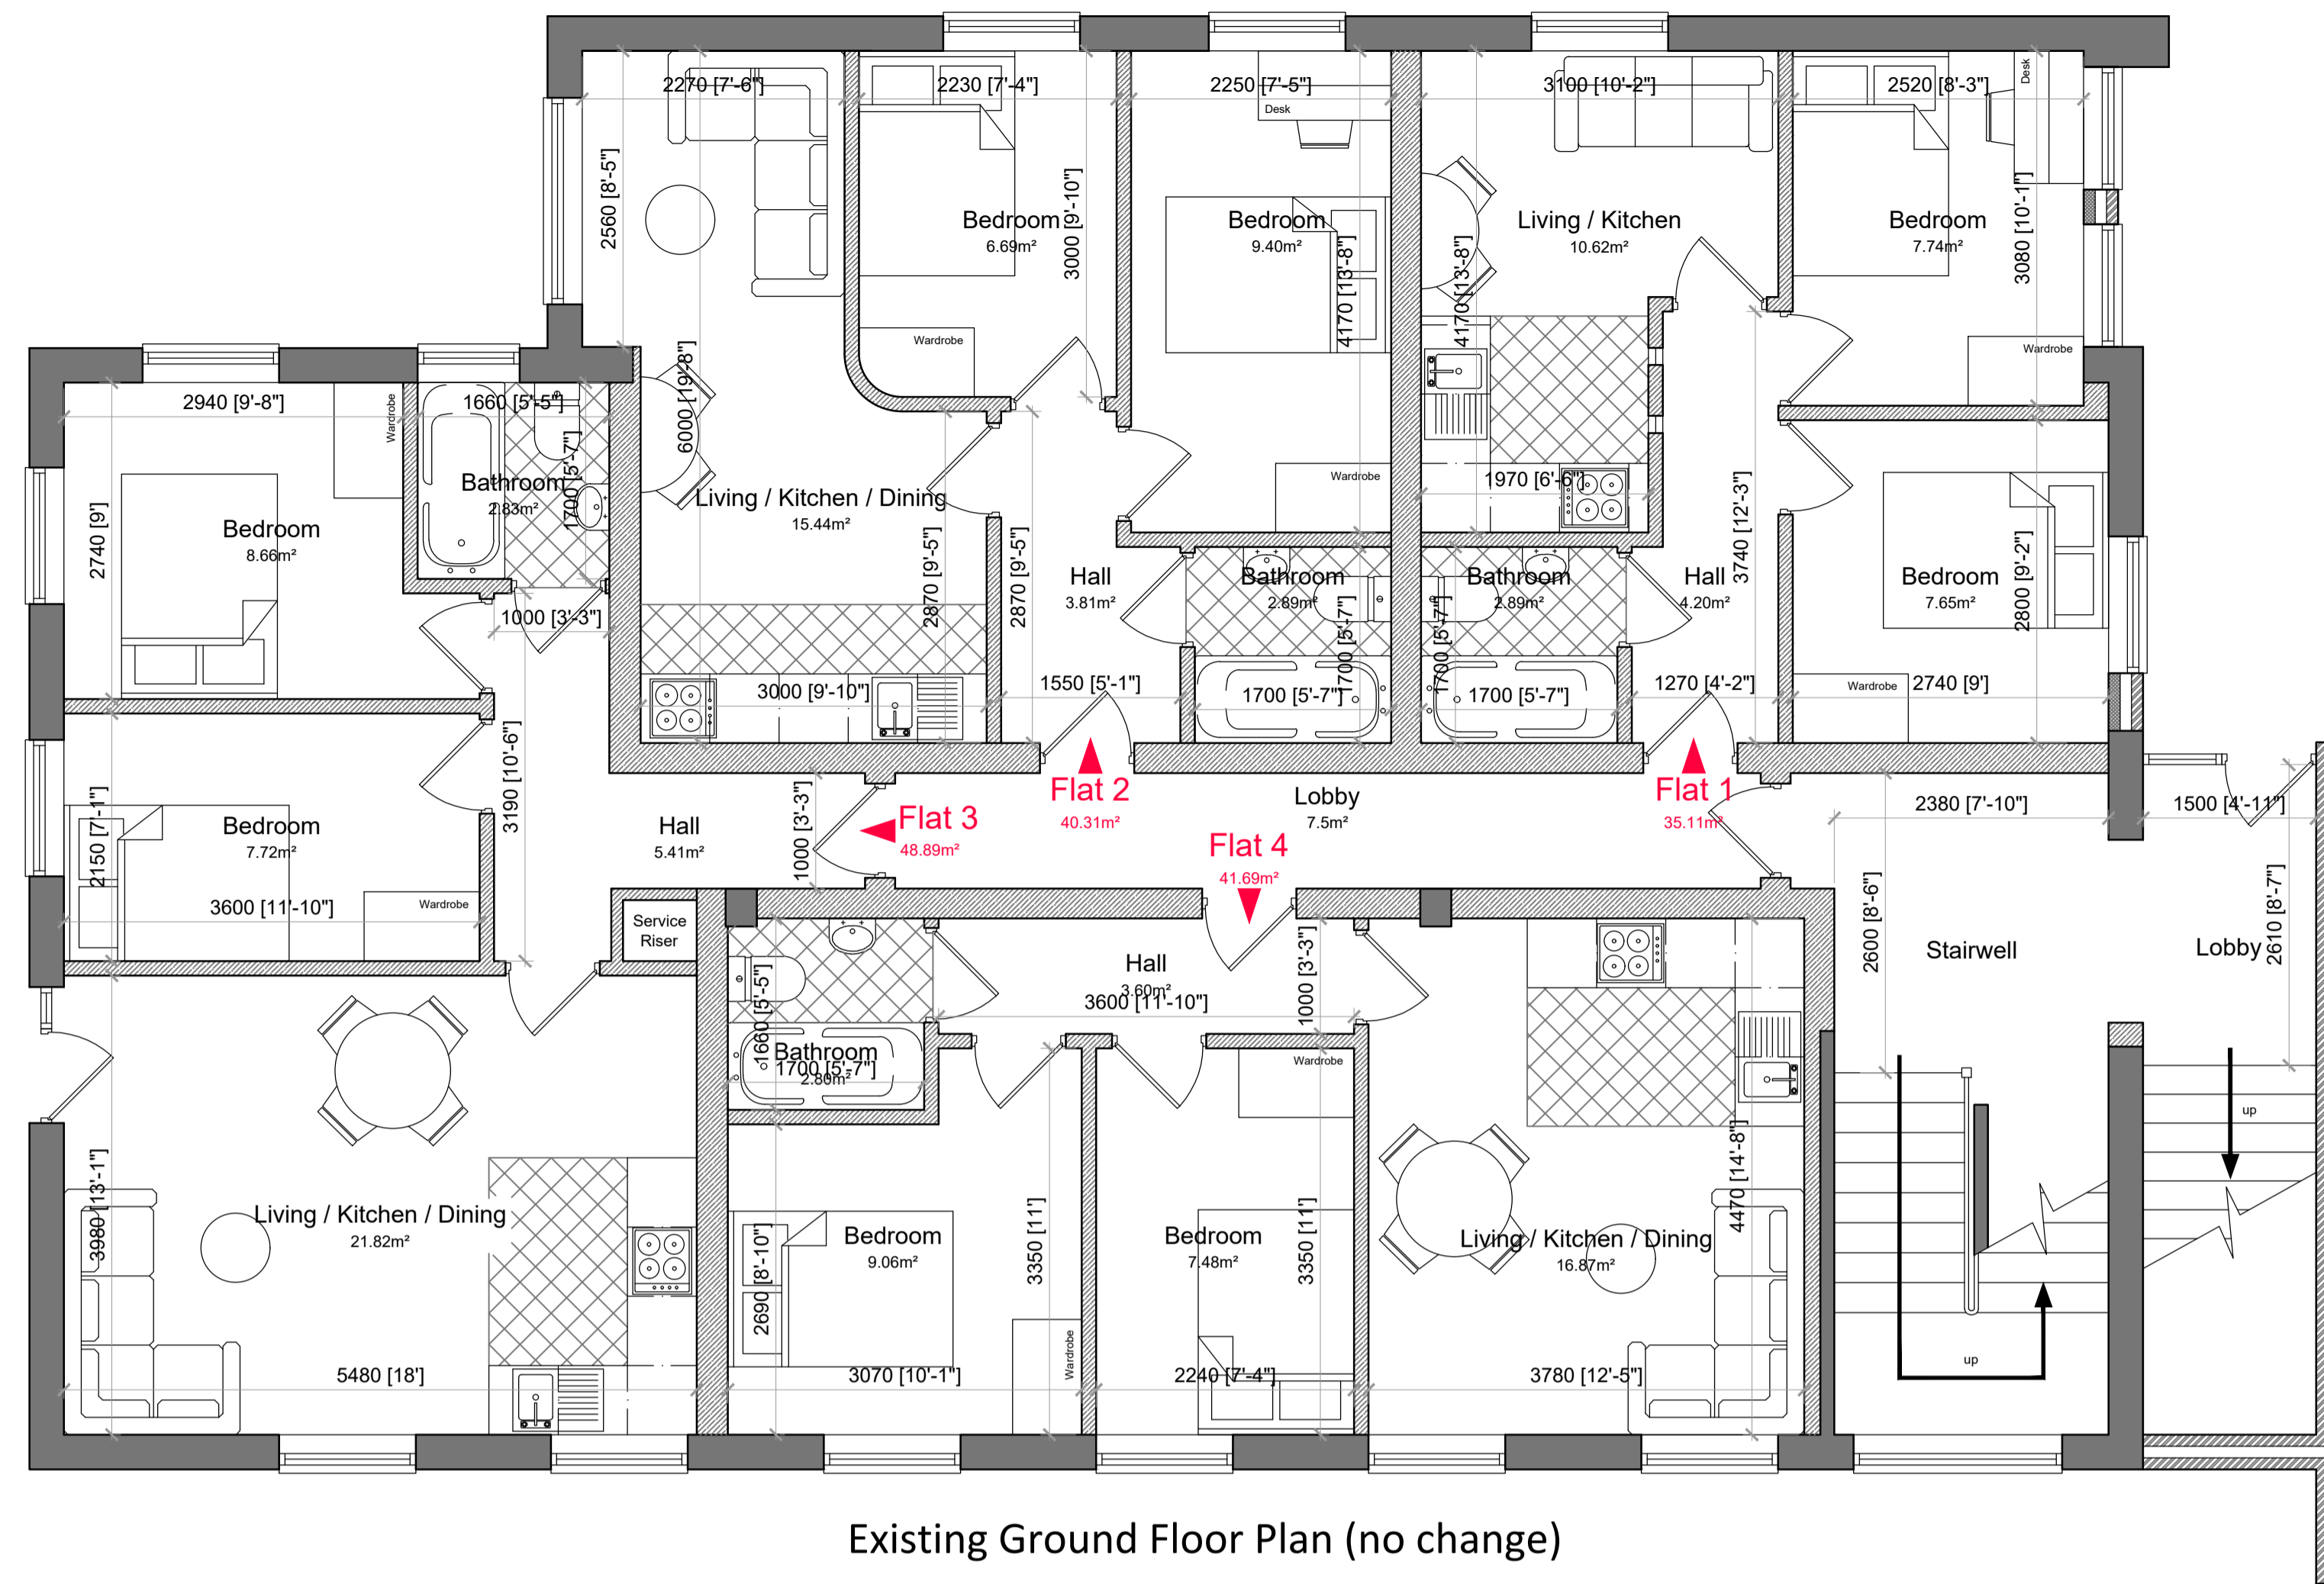 2270 [7'-6"]
2230 [7'-4"]
2250 [7'-5"]
3100 [10'-2"]
2520 [8'-3"]
Desk
Desk
2560 [8'-5"]
3000 [9'-10"]
Bedroom
6.69m²
Bedroom
9.40m²
4170 [13'-8"]
4170 [13'-8"]
Living / Kitchen
10.62m²
Bedroom
7.74m²
3080 [10'-1"]
Wardrobe
Wardrobe
6000 [19'-8"]
2940 [9'-8"]
Wardrobe
1660 [5'-5"]
1700 [5'-7"]
Bathroom
2.83m²
Living / Kitchen / Dining
15.44m²
Wardrobe
1970 [6'-6"]
2740 [9']
Bedroom
8.66m²
2870 [9'-5"]
2870 [9'-5"]
Hall
3.81m²
Bathroom
2.89m²
1700 [5'-7"]
Bathroom
2.89m²
1700 [5'-7"]
Hall
4.20m²
3740 [12'-3"]
Bedroom
7.65m²
2800 [9'-2"]
1000 [3'-3"]
3000 [9'-10"]
1550 [5'-1"]
1700 [5'-7"]
1700 [5'-7"]
1270 [4'-2"]
Wardrobe
2740 [9']
2150 [7'-1"]
Bedroom
7.72m²
3190 [10'-6"]
Hall
5.41m²
1000 [3'-3"]
Flat 3
48.89m²
Flat 2
40.31m²
Flat 4
41.69m²
Lobby
7.5m²
Flat 1
35.11m²
2380 [7'-10"]
1500 [4'-11"]
3600 [11'-10"]
Wardrobe
Service
Riser
2600 [8'-6"]
Stairwell
Lobby
2610 [8'-7"]
Hall
3.60m²
3600 [11'-10"]
1000 [3'-3"]
1660 [5'-5"]
Bathroom
1700 [5'-7"]
2.80m²
Wardrobe
up
3980 [13'-1"]
Living / Kitchen / Dining
21.82m²
2690 [8'-10"]
Bedroom
9.06m²
3350 [11']
Bedroom
7.48m²
3350 [11']
Living / Kitchen / Dining
16.87m²
4470 [14'-8"]
5480 [18']
3070 [10'-1"]
Wardrobe
2240 [7'-4"]
3780 [12'-5"]
up
Existing Ground Floor Plan (no change)